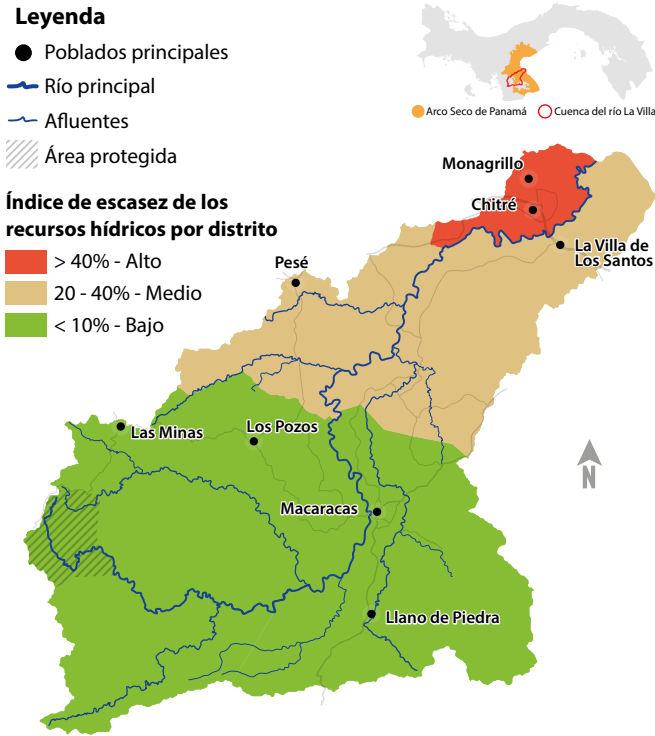 Leyenda
Poblados principales
Río principal
Afluentes
Área protegida
Índice de escasez de los
recursos hídricos por distrito
> 40% - Alto
20 - 40% - Medio
< 10% - Bajo
Arco Seco de Panamá
Cuenca del río La Villa
Monagrillo
Chitré
La Villa de
Los Santos
Pesé
Las Minas
Los Pozos
Macaracas
Llano de Piedra
N